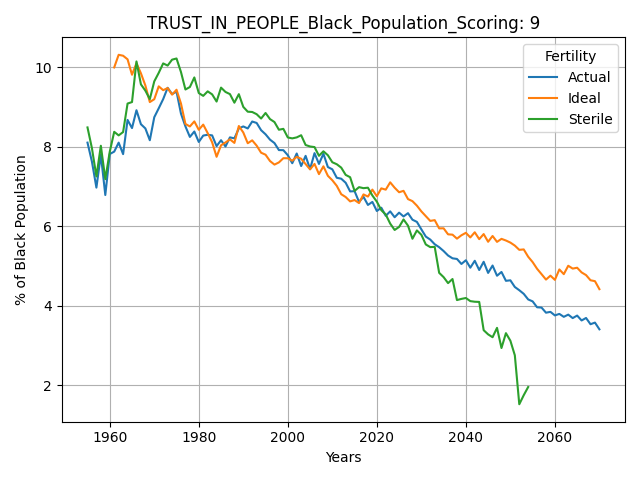 TRUST_IN_PEOPLE_Black_Population_Scoring: 9
Fertility
Actual
Ideal
Sterile
% of Black Population
10
8
6
4
2
1960 1980 2000 2020 2040 2060
Years